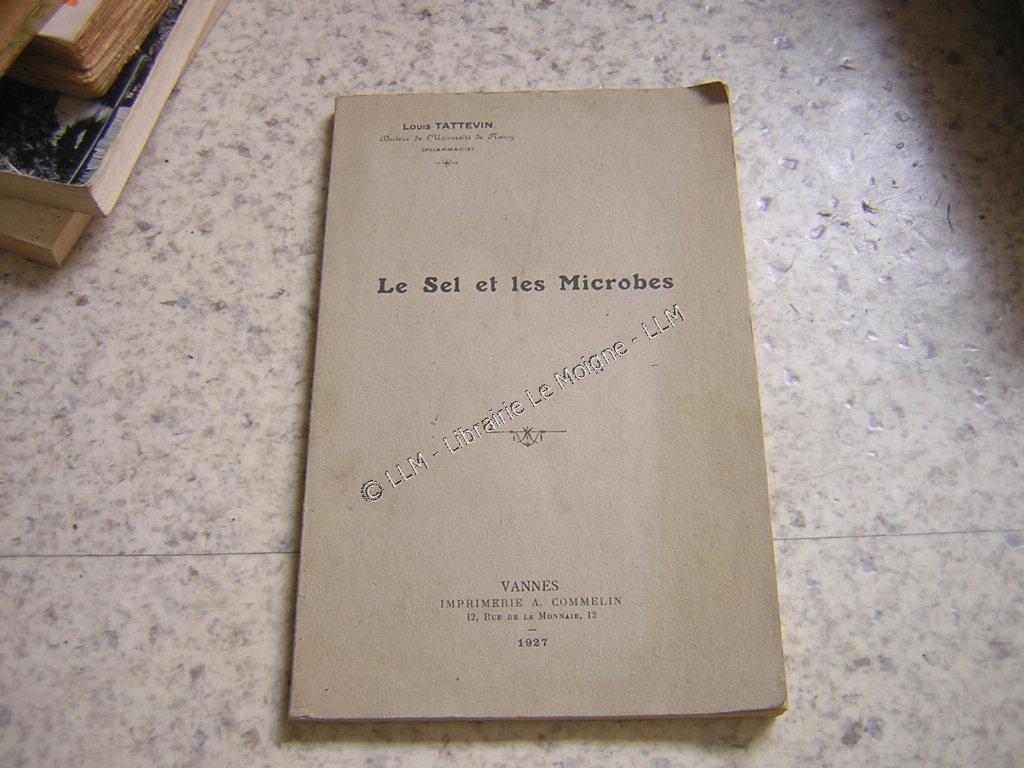 Louis TATTEVIN
Docteur de l'Université de Nancy
(PHARMACIE)
Le Sel et les Microbes
© LLM - Librairie Le Moigne - LLM
VANNES
IMPRIMERIE A. COMMELIN
12, Rue de la Monnaie, 12
1927